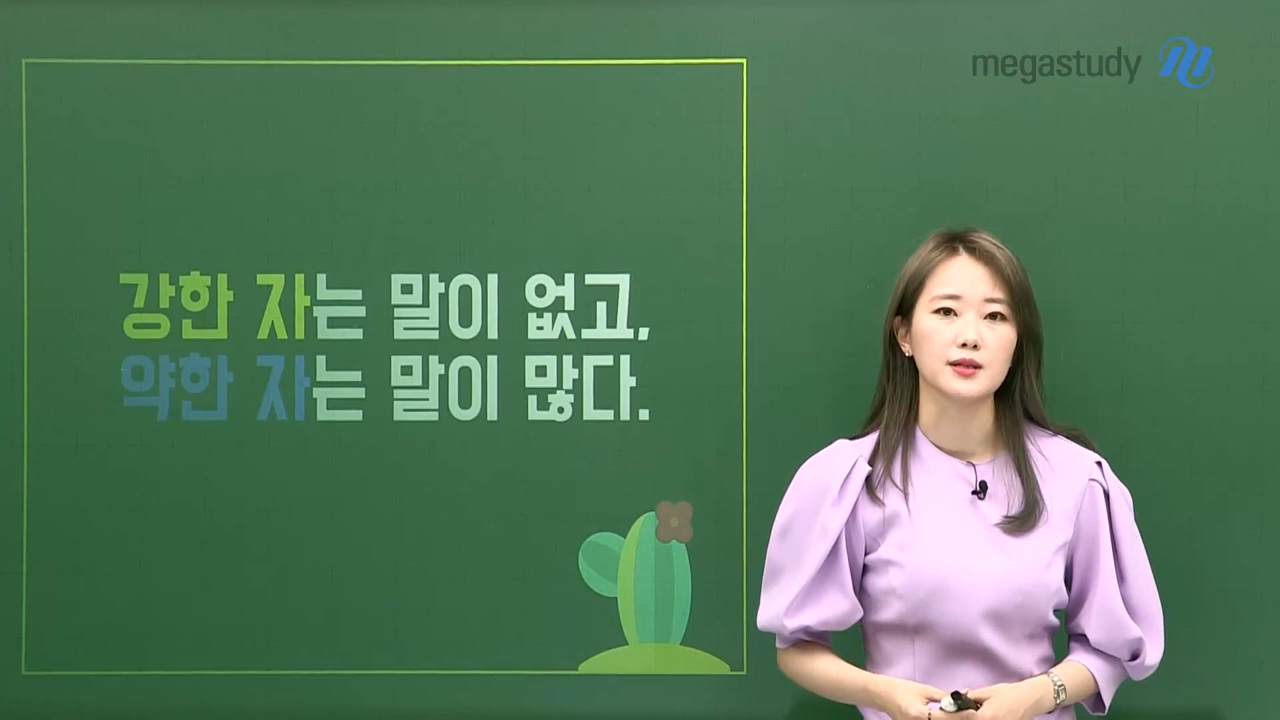 megastudy
강한 자는 말이 없고,
약한 자는 말이 많다.